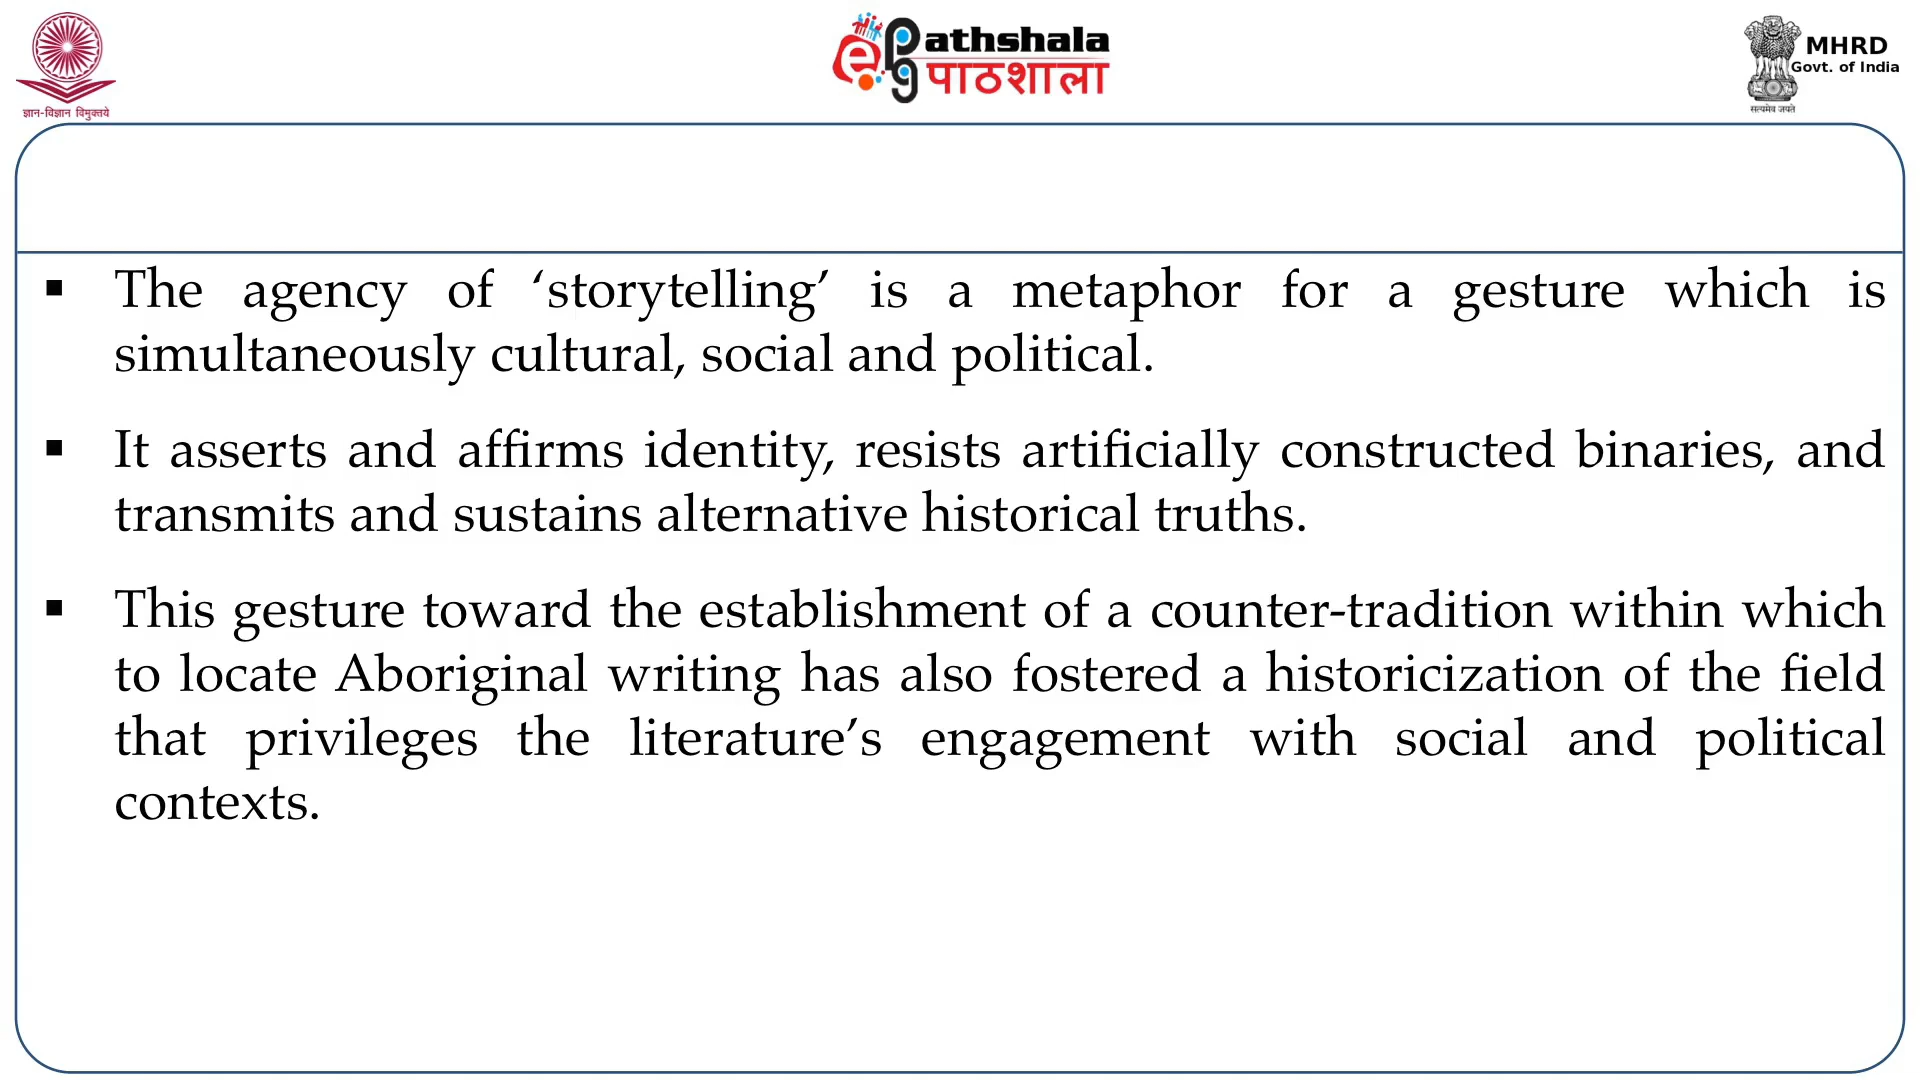 ज्ञान-विज्ञान विमुक्तये
ePG Pathshala
पाठशाला
MHRD
Govt. of India
सत्यमेव जयते
▪ The agency of ‘storytelling’ is a metaphor for a gesture which is
simultaneously cultural, social and political.
▪ It asserts and affirms identity, resists artificially constructed binaries, and
transmits and sustains alternative historical truths.
▪ This gesture toward the establishment of a counter-tradition within which
to locate Aboriginal writing has also fostered a historicization of the field
that privileges the literature’s engagement with social and political
contexts.